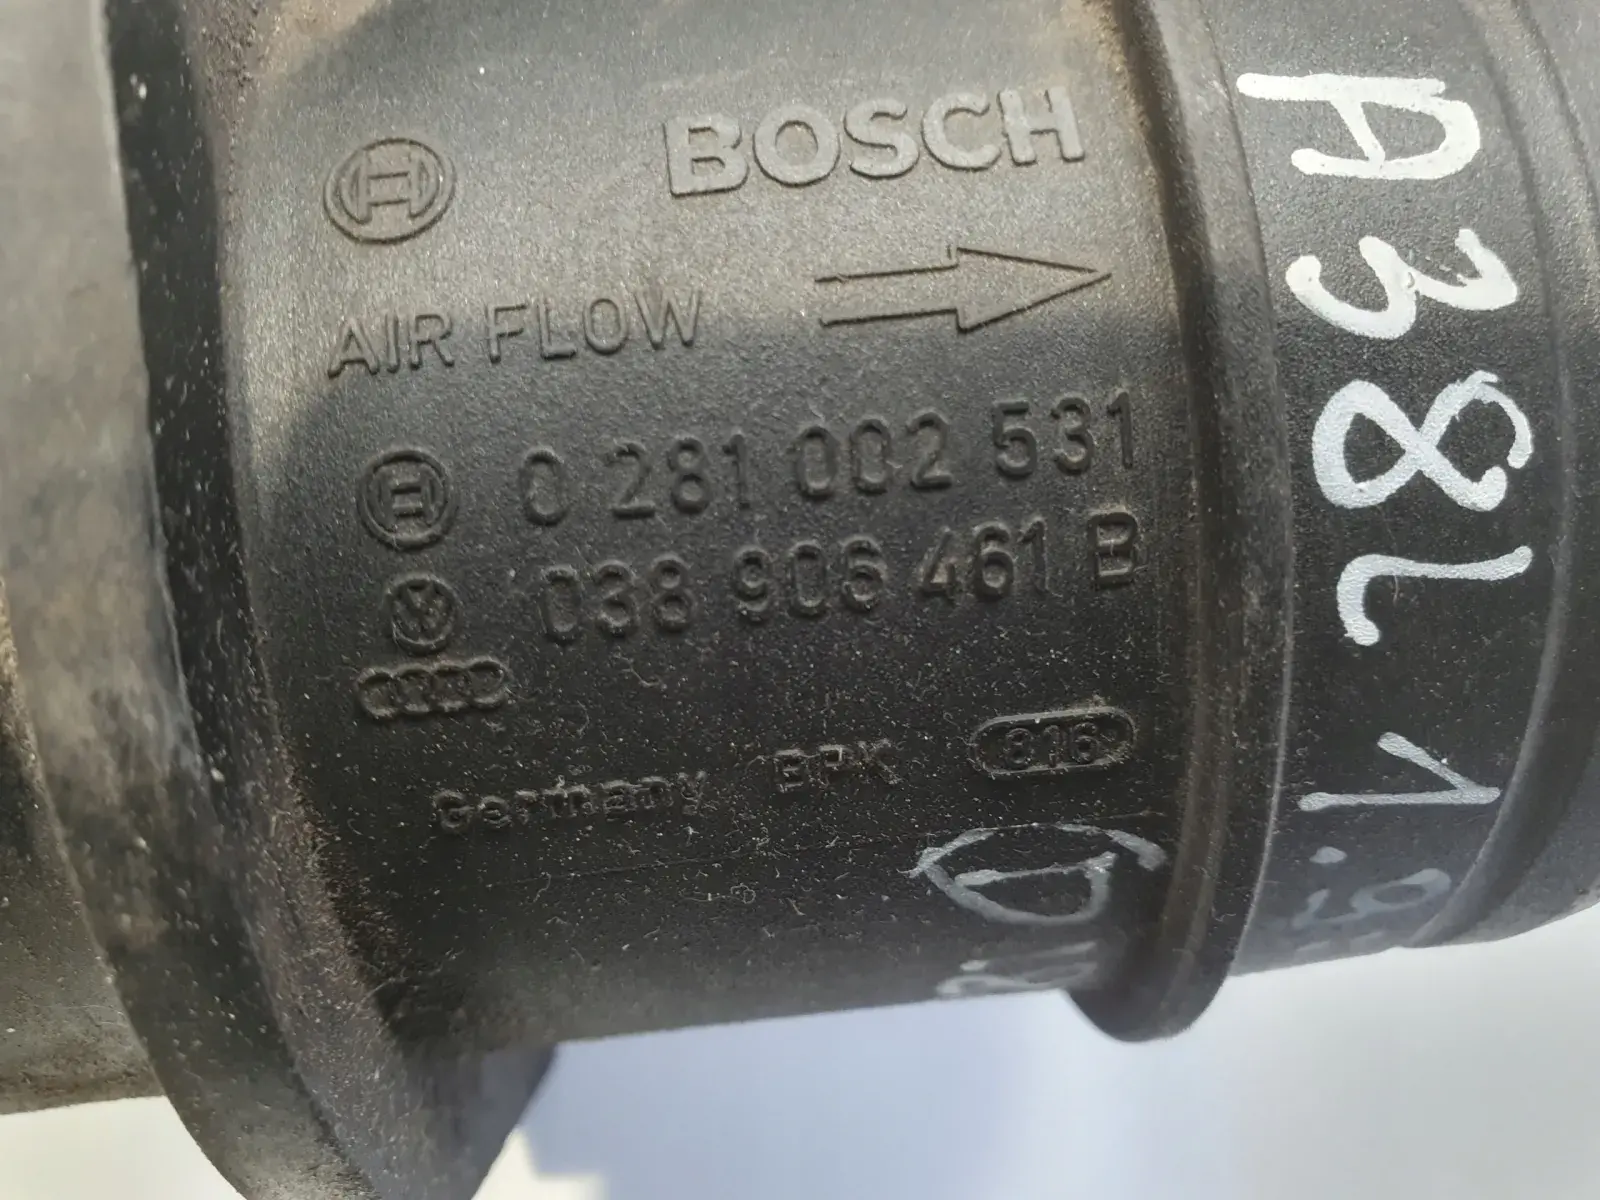 BOSCH
AIR FLOW
0 281 002 531
038 906 461 B
Germany BPK 816
A38L 1.9
D